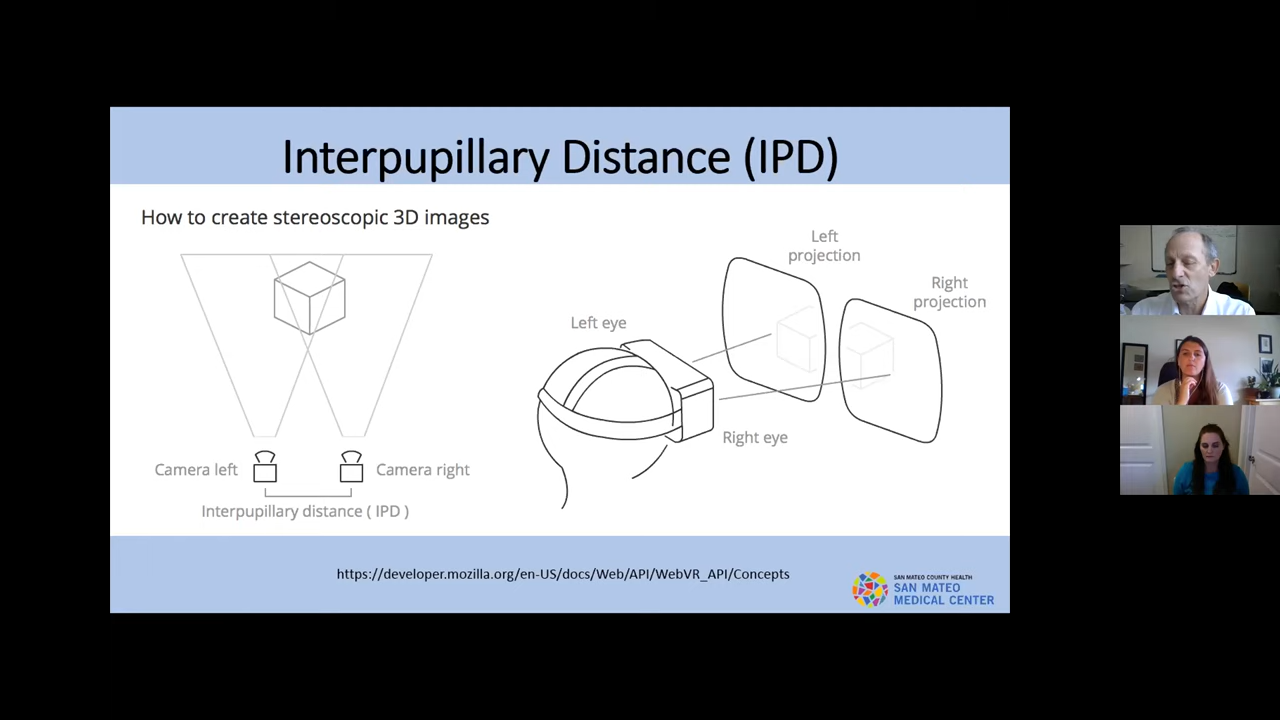 Interpupillary Distance (IPD)
How to create stereoscopic 3D images
Camera left
Camera right
Interpupillary distance ( IPD )
Left
projection
Right
projection
Left eye
Right eye
https://developer.mozilla.org/en-US/docs/Web/API/WebVR_API/Concepts
SAN MATEO COUNTY HEALTH
SAN MATEO
MEDICAL CENTER